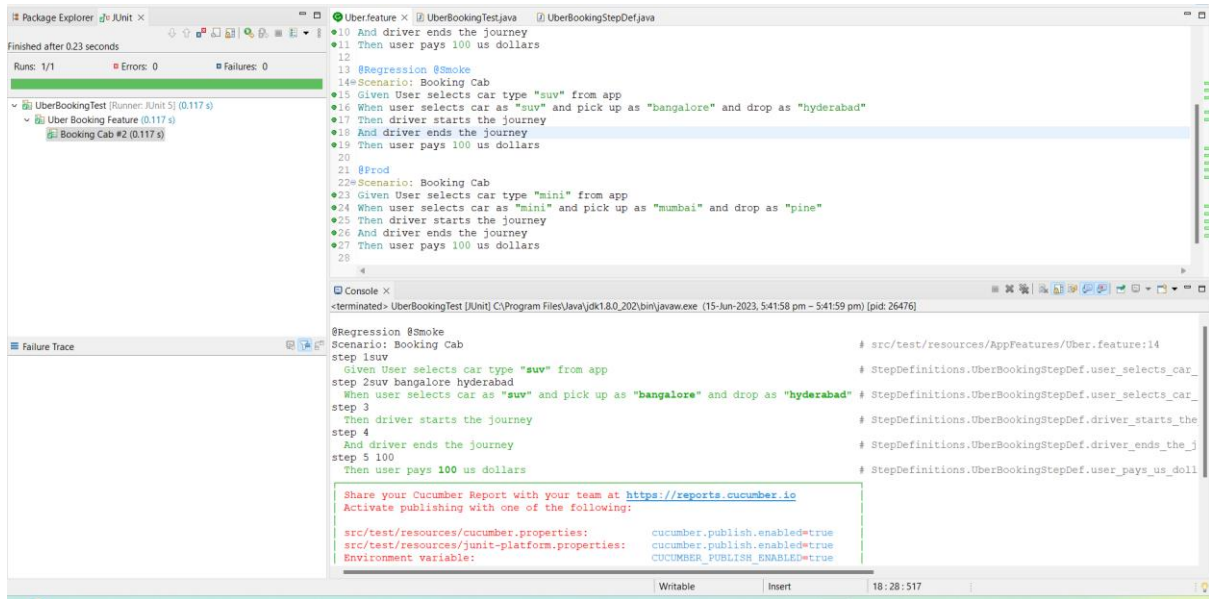 Package Explorer JUnit
Finished after 0.23 seconds
Runs: 1/1 Errors: 0 Failures: 0
UberBookingTest [Runner: JUnit 5] (0.117 s)
Uber Booking Feature (0.117 s)
Booking Cab #2 (0.117 s)
Failure Trace
Uber.feature UberBookingTest.java UberBookingStepDef.java
10 And driver ends the journey
11 Then user pays 100 us dollars
12
13 @Regression @Smoke
14 Scenario: Booking Cab
15 Given User selects car type "suv" from app
16 When user selects car as "suv" and pick up as "bangalore" and drop as "hyderabad"
17 Then driver starts the journey
18 And driver ends the journey
19 Then user pays 100 us dollars
20
21 @Prod
22 Scenario: Booking Cab
23 Given User selects car type "mini" from app
24 When user selects car as "mini" and pick up as "mumbai" and drop as "pine"
25 Then driver starts the journey
26 And driver ends the journey
27 Then user pays 100 us dollars
28
Console
<terminated> UberBookingTest [JUnit] C:\Program Files\Java\jdk1.8.0_202\bin\javaw.exe (15-Jun-2023, 5:41:58 pm – 5:41:59 pm) [pid: 26476]
@Regression @Smoke
Scenario: Booking Cab # src/test/resources/AppFeatures/Uber.feature:14
step 1suv
Given User selects car type "suv" from app # StepDefinitions.UberBookingStepDef.user_selects_car_
step 2suv bangalore hyderabad
When user selects car as "suv" and pick up as "bangalore" and drop as "hyderabad" # StepDefinitions.UberBookingStepDef.user_selects_car_
step 3
Then driver starts the journey # StepDefinitions.UberBookingStepDef.driver_starts_the
step 4
And driver ends the journey # StepDefinitions.UberBookingStepDef.driver_ends_the_j
step 5 100
Then user pays 100 us dollars # StepDefinitions.UberBookingStepDef.user_pays_us_doll
Share your Cucumber Report with your team at https://reports.cucumber.io
Activate publishing with one of the following:
src/test/resources/cucumber.properties: cucumber.publish.enabled=true
src/test/resources/junit-platform.properties: cucumber.publish.enabled=true
Environment variable: CUCUMBER_PUBLISH_ENABLED=true
Writable Insert 18 : 28 : 517